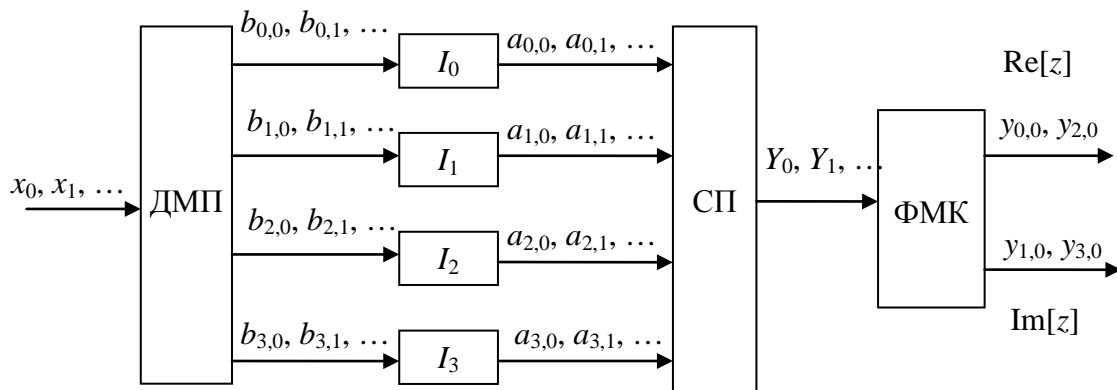 b0,0, b0,1, … a0,0, a0,1, …
I0
Re[z]
b1,0, b1,1, … a1,0, a1,1, …
I1
y0,0, y2,0
Y0, Y1, …
x0, x1, …
ДМП
СП
ФМК
b2,0, b2,1, … a2,0, a2,1, …
I2
y1,0, y3,0
Im[z]
b3,0, b3,1, … a3,0, a3,1, …
I3